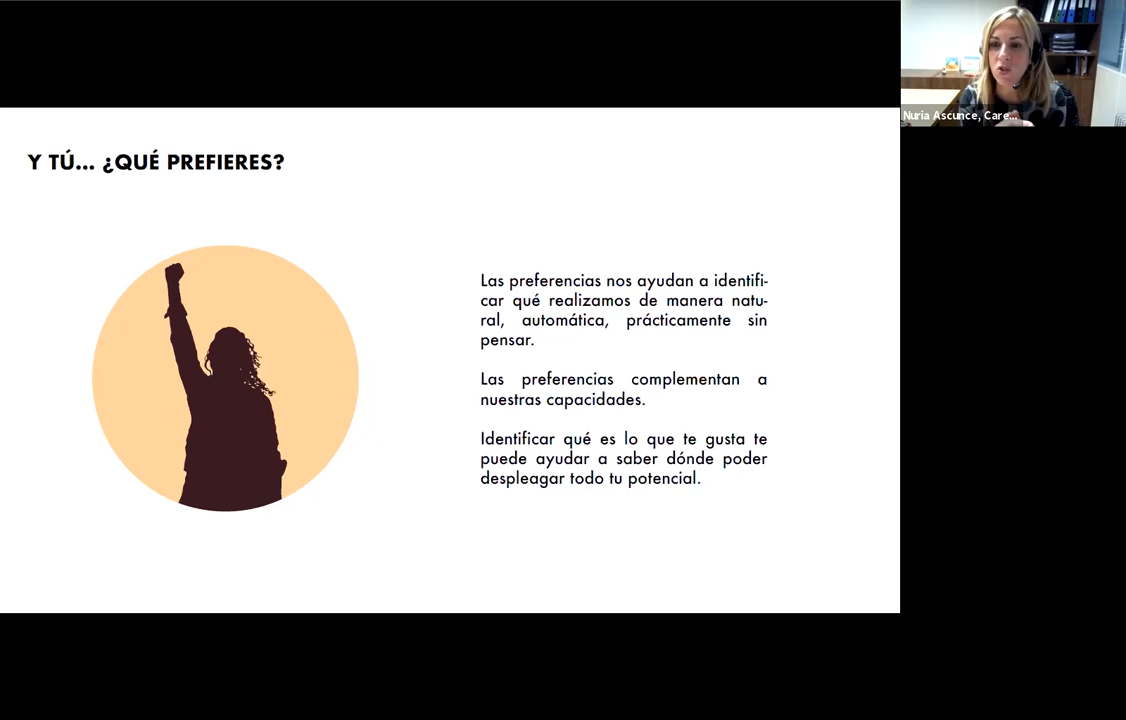 Nuria Ascunce, Care...
Y TÚ... ¿QUÉ PREFIERES?
Las preferencias nos ayudan a identifi-
car qué realizamos de manera natu-
ral, automática, prácticamente sin
pensar.
Las preferencias complementan a
nuestras capacidades.
Identificar qué es lo que te gusta te
puede ayudar a saber dónde poder
despleagar todo tu potencial.